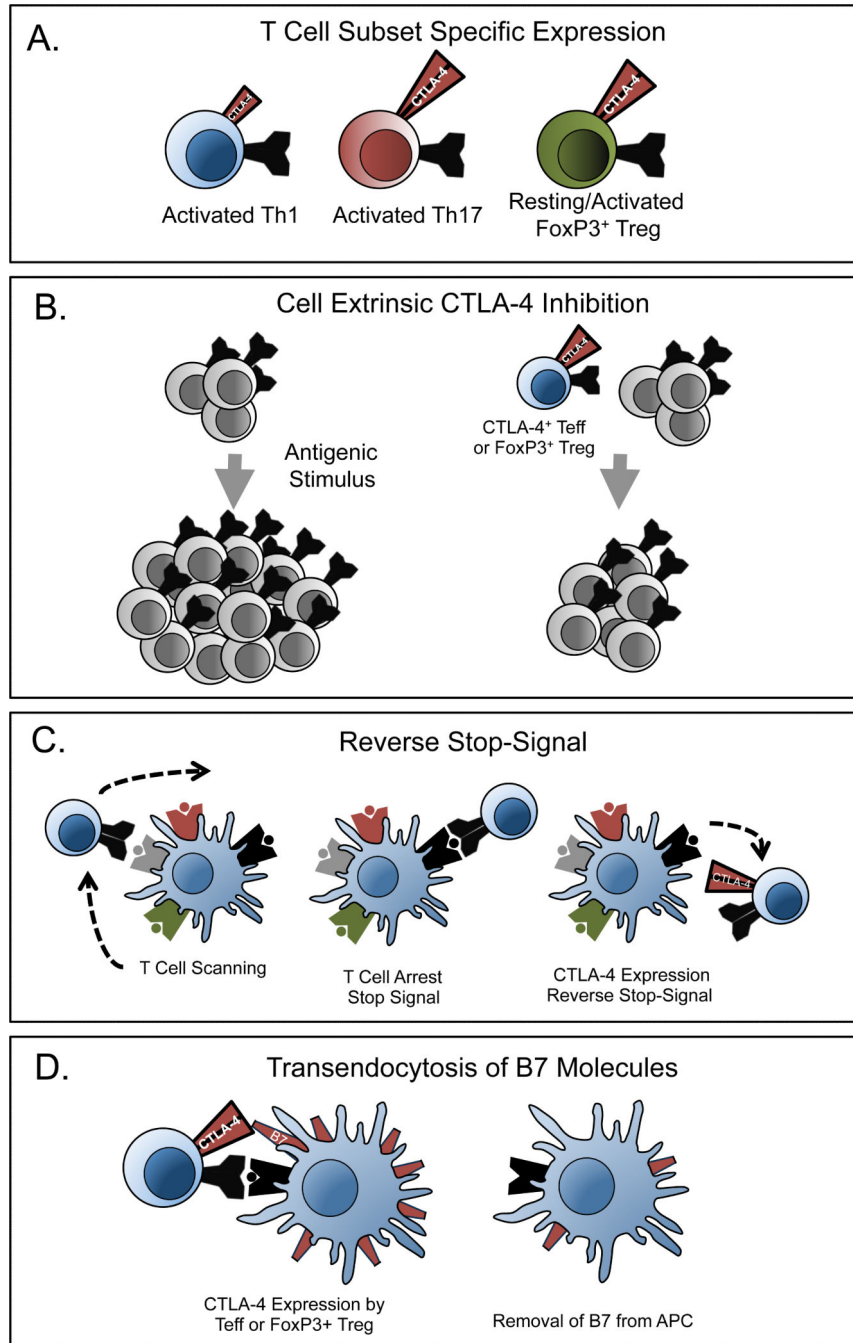 A.
T Cell Subset Specific Expression
CTLA-4
CTLA-4
CTLA-4
Activated Th1
Activated Th17
Resting/Activated
FoxP3⁺ Treg
B.
Cell Extrinsic CTLA-4 Inhibition
CTLA-4
CTLA-4⁺ Teff
or FoxP3⁺ Treg
Antigenic
Stimulus
C.
Reverse Stop-Signal
CTLA-4
T Cell Scanning
T Cell Arrest
Stop Signal
CTLA-4 Expression
Reverse Stop-Signal
D.
Transendocytosis of B7 Molecules
CTLA-4
B7
CTLA-4 Expression by
Teff or FoxP3+ Treg
Removal of B7 from APC